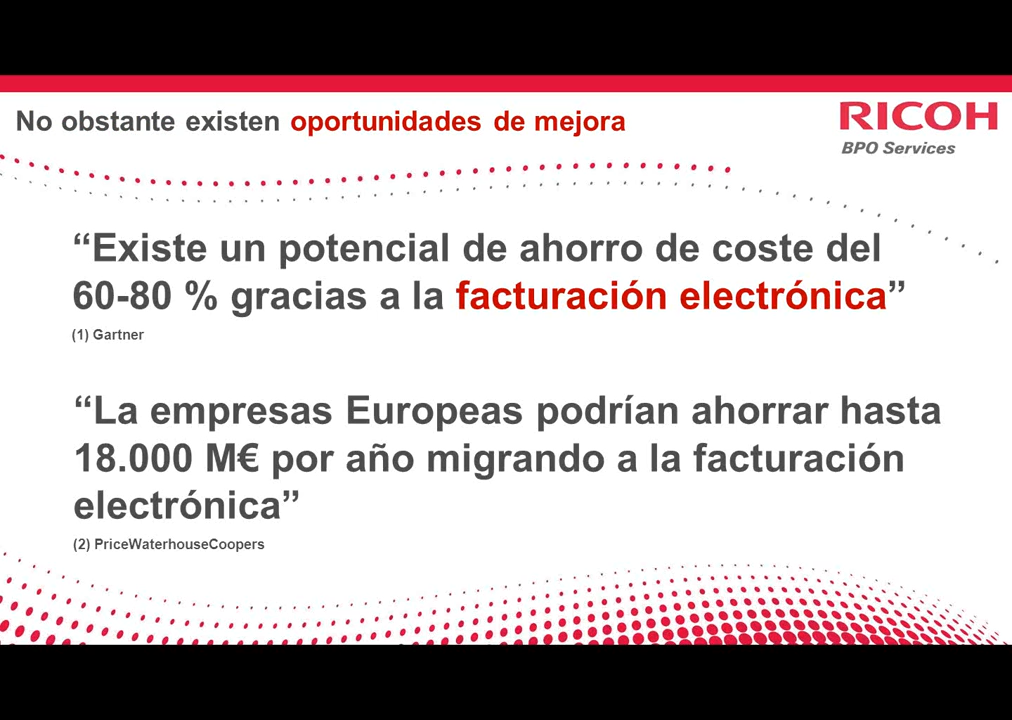 No obstante existen oportunidades de mejora
RICOH
BPO Services
“Existe un potencial de ahorro de coste del
60-80 % gracias a la facturación electrónica”
(1) Gartner
“La empresas Europeas podrían ahorrar hasta
18.000 M€ por año migrando a la facturación
electrónica”
(2) PriceWaterhouseCoopers